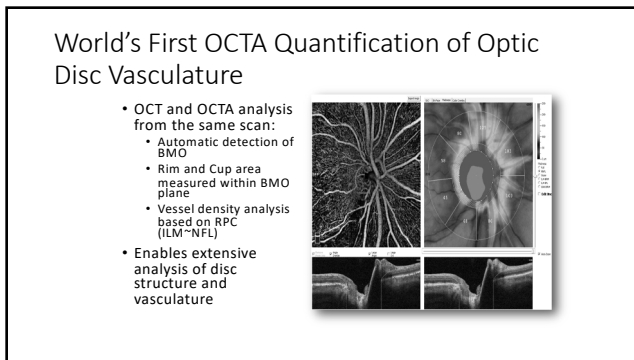 World's First OCTA Quantification of Optic
Disc Vasculature
• OCT and OCTA analysis
from the same scan:
• Automatic detection of
BMO
• Rim and Cup area
measured within BMO
plane
• Vessel density analysis
based on RPC
(ILM~NFL)
• Enables extensive
analysis of disc
structure and
vasculature